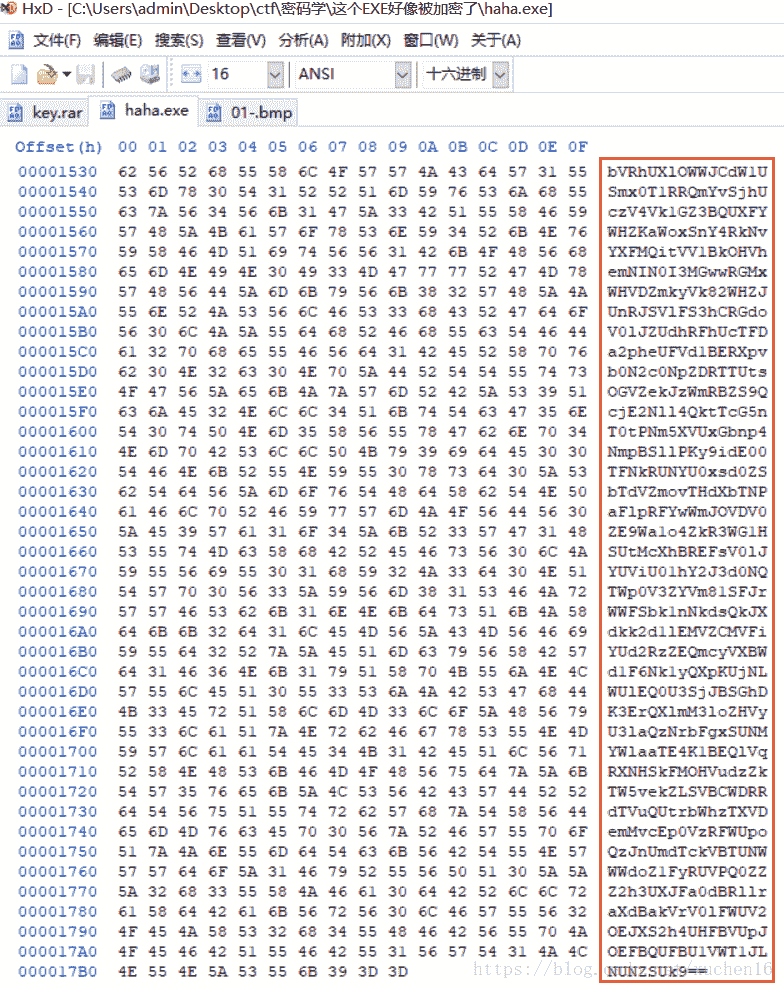 HxD - [C:\Users\admin\Desktop\ctf\密码学\这个EXE好像被加密了\haha.exe]
文件(F) 编辑(E) 搜索(S) 查看(V) 分析(A) 附加(X) 窗口(W) 关于(A)
16 ANSI 十六进制
key.rar haha.exe 01-.bmp
Offset(h) 00 01 02 03 04 05 06 07 08 09 0A 0B 0C 0D 0E 0F
00001530 62 56 52 68 55 58 6C 4F 57 57 4A 43 64 57 31 55 bVRhUXlOWWJCdW1U
00001540 53 6D 78 30 54 31 52 52 51 6D 59 76 53 6A 68 55 Smx0T1RRQmYvSjhU
00001550 63 7A 56 34 56 6B 31 47 5A 33 42 51 55 58 46 59 czV4Vk1GZ3BQUXFY
00001560 57 48 5A 4B 61 57 6F 78 53 6E 59 34 52 6B 4E 76 WHZKaWoxSnY4RkNv
00001570 59 58 46 4D 51 69 74 56 56 31 42 6B 4F 48 56 68 YXFMQitVV1BkOHVh
00001580 65 6D 4E 49 4E 30 49 33 4D 47 77 77 52 47 4D 78 emNIN0I3MGwwRGMx
00001590 57 48 56 44 5A 6D 6B 79 56 6B 38 32 57 48 5A 4A WHVDZmkyVk82WHZJ
000015A0 55 6E 52 4A 53 56 6C 46 53 33 68 43 52 47 64 6F UnRJSVlFS3hCRGdo
000015B0 56 30 6C 4A 5A 55 64 68 52 46 68 55 63 54 46 44 V0lJZUdhRFhUcTFD
000015C0 61 32 70 68 65 55 46 56 64 31 42 45 52 58 70 76 a2pheUFVd1BERXpv
000015D0 62 30 4E 32 63 30 4E 70 5A 44 52 54 54 55 74 73 b0N2c0NpZDRTTUts
000015E0 4F 47 56 5A 65 6B 4A 7A 57 6D 52 42 5A 53 39 51 OGVZekJzWmRBZS9Q
000015F0 63 6A 45 32 4E 6C 6C 34 51 6B 74 54 63 47 35 6E cjE2Nll4QktTcG5n
00001600 54 30 74 50 4E 6D 35 58 56 55 78 47 62 6E 70 34 T0tPNm5XVUxGbnp4
00001610 4E 6D 70 42 53 6C 6C 50 4B 79 39 69 64 45 30 30 NmpBSllPKy9idE00
00001620 54 46 4E 6B 52 55 4E 59 55 30 78 73 64 30 5A 53 TFNkRUNYU0xsd0ZS
00001630 62 54 64 56 5A 6D 6F 76 54 48 64 58 62 54 4E 50 bTdVZmovTHdXbTNP
00001640 61 46 6C 70 52 46 59 77 57 6D 4A 4F 56 44 56 30 aFlpRFYwWmJOVDV0
00001650 5A 45 39 57 61 31 6F 34 5A 6B 52 33 57 47 31 48 ZE9Wa1o4ZkR3WG1H
00001660 53 55 74 4D 63 58 68 42 52 45 46 73 56 30 6C 4A SUtMcXhBREFsV0lJ
00001670 59 55 56 69 55 30 31 68 59 32 4A 33 64 30 4E 51 YUViU01hY2J3d0NQ
00001680 54 57 70 30 56 33 5A 59 56 6D 38 31 53 46 4A 72 TWp0V3ZYVm81SFJr
00001690 57 57 46 53 62 6B 31 6E 4E 6B 64 73 51 6B 4A 58 WWFSbk1nNkdsQkJX
000016A0 64 6B 6B 32 64 31 6C 45 4D 56 5A 43 4D 56 46 69 dkk2d1lEMVZCMVFi
000016B0 59 55 64 32 52 7A 5A 45 51 6D 63 79 56 58 42 57 YUd2RzZEQmcyVXBW
000016C0 64 31 46 36 4E 6B 31 79 51 58 70 4B 55 6A 4E 4C d1F6Nk1yQXpKUjNL
000016D0 57 55 6C 45 51 30 55 33 53 6A 4A 42 53 47 68 44 WUlEQ0U3SjJBSGhD
000016E0 4B 33 45 72 51 58 6C 6D 4D 33 6C 6F 5A 48 56 79 K3ErQXlmM3loZHVy
000016F0 55 33 6C 61 51 7A 4E 72 62 46 67 78 53 55 4E 4D U3laQzNrbFgxSUNM
00001700 59 57 6C 61 61 54 45 34 4B 31 42 45 51 6C 56 71 YWlaaTE4K1BEQlVq
00001710 52 58 4E 48 53 6B 46 4D 4F 48 56 75 64 7A 5A 6B RXNHSkFMOHVudzZk
00001720 54 57 35 76 65 6B 5A 4C 53 56 42 43 57 44 52 52 TW5vekZLSVBCWDRR
00001730 64 54 56 75 51 55 74 72 62 57 68 7A 54 58 56 44 dTVuQUtrbWhzTXVD
00001740 65 6D 4D 76 63 45 70 30 56 7A 52 46 57 55 70 6F emMvcEp0VzRFWUpo
00001750 51 7A 4A 6E 55 6D 64 54 63 6B 56 42 54 55 4E 57 QzJnUmdTckVBTUNW
00001760 57 57 64 6F 5A 31 46 79 52 55 56 50 51 30 5A 5A WWdoZ1FyRUVPQ0ZZ
00001770 5A 32 68 33 55 58 4A 46 61 30 64 42 52 6C 6C 72 Z2h3UXJFa0dBRllr
00001780 61 58 64 42 61 6B 56 72 56 30 6C 46 57 55 56 32 aXdBakVrV0lFWUV2
00001790 4F 45 4A 58 53 32 68 34 55 48 46 42 56 55 70 4A OEJXS2h4UHFBVUpJ
000017A0 4F 45 46 42 51 55 46 42 55 31 56 57 54 31 4A 4C OEFBQUFBU1VWT1JL
000017B0 4E 55 4E 5A 53 55 6B 39 3D 3D NUNZSUk9==